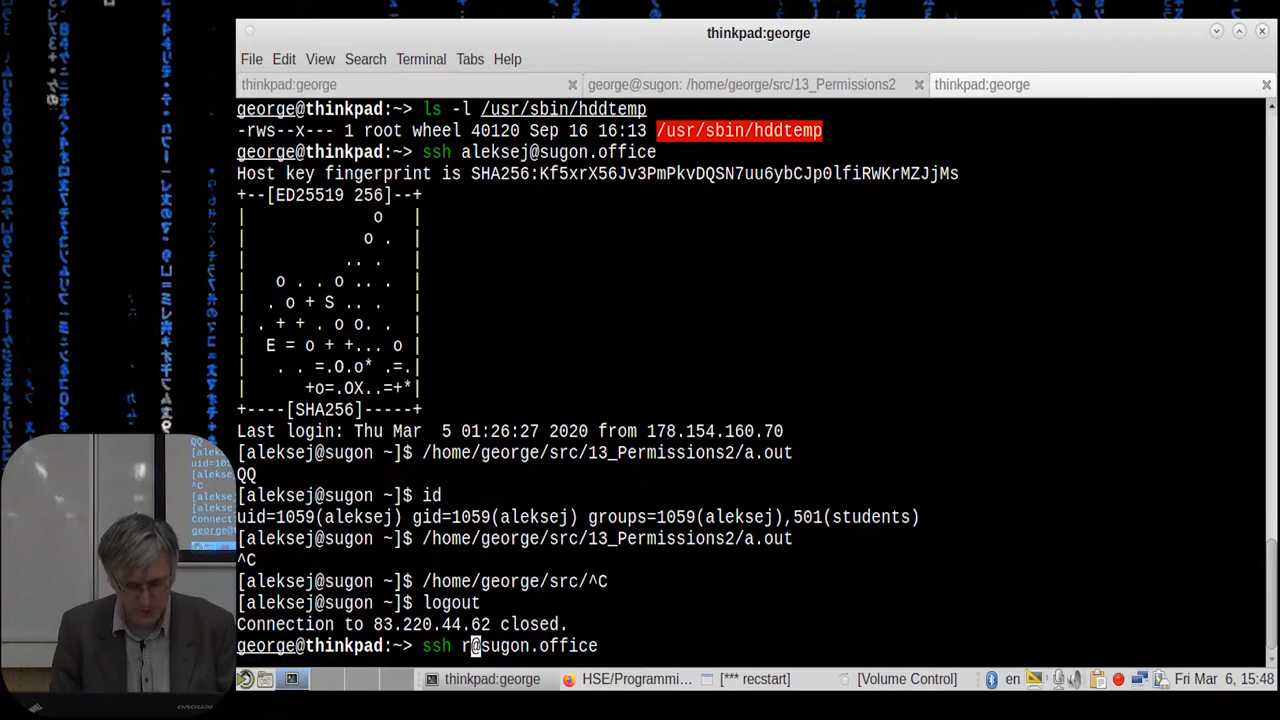 thinkpad:george
File Edit View Search Terminal Tabs Help
thinkpad:george george@sugon: /home/george/src/13_Permissions2 thinkpad:george
george@thinkpad:~> ls -l /usr/sbin/hddtemp
-rws--x--- 1 root wheel 40120 Sep 16 16:13 /usr/sbin/hddtemp
george@thinkpad:~> ssh aleksej@sugon.office
Host key fingerprint is SHA256:Kf5xrX56Jv3PmPkvDQSN7uu6ybCJp0lfiRWKrMZJjMs
+--[ED25519 256]--+
|             o   |
|            o .  |
|          .. .   |
|   o . . o .. .  |
|  . o + S .. .   |
| . + + . o o. .  |
|  E = o + +... o |
|   . . =.O.o* .=.|
|      +o=.OX..=+*|
+----[SHA256]-----+
Last login: Thu Mar  5 01:26:27 2020 from 178.154.160.70
[aleksej@sugon ~]$ /home/george/src/13_Permissions2/a.out
QQ
[aleksej@sugon ~]$ id
uid=1059(aleksej) gid=1059(aleksej) groups=1059(aleksej),501(students)
[aleksej@sugon ~]$ /home/george/src/13_Permissions2/a.out
^C
[aleksej@sugon ~]$ /home/george/src/^C
[aleksej@sugon ~]$ logout
Connection to 83.220.44.62 closed.
george@thinkpad:~> ssh r@sugon.office
thinkpad:george HSE/Programmi... [*** recstart] [Volume Control] en Fri Mar 6, 15:48